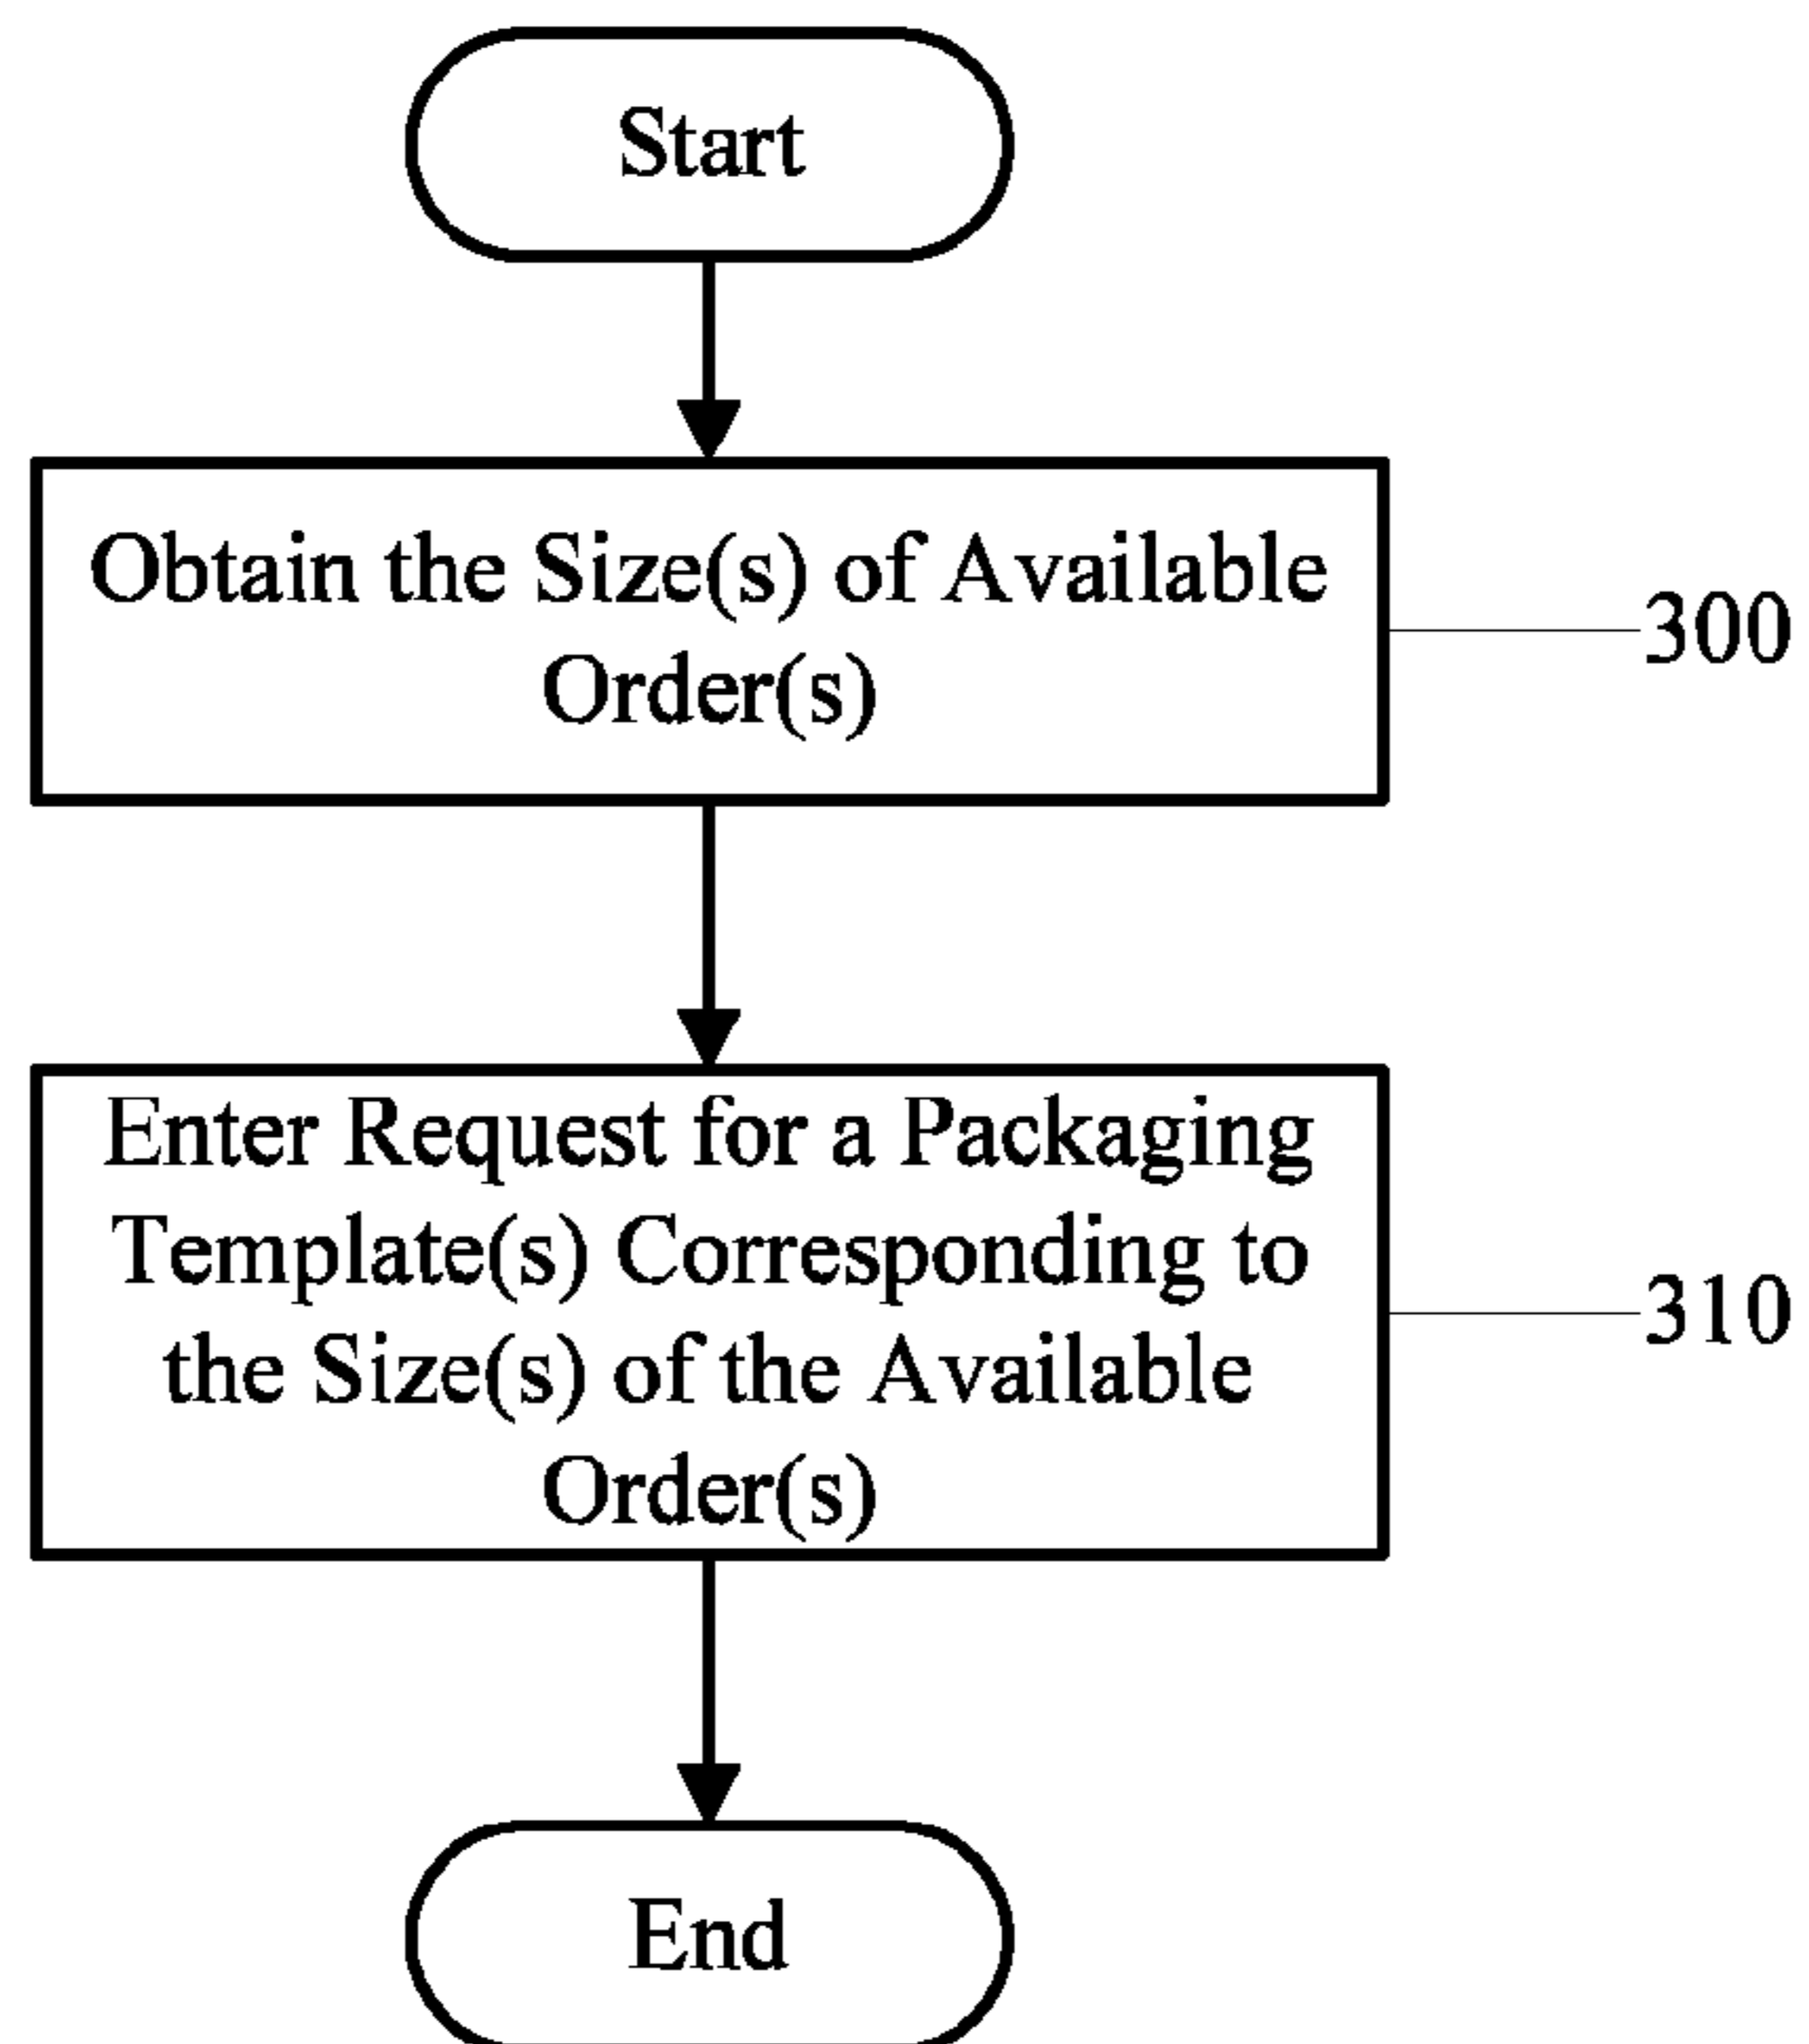 Start
Obtain the Size(s) of Available
Order(s)
300
Enter Request for a Packaging
Template(s) Corresponding to
the Size(s) of the Available
Order(s)
310
End